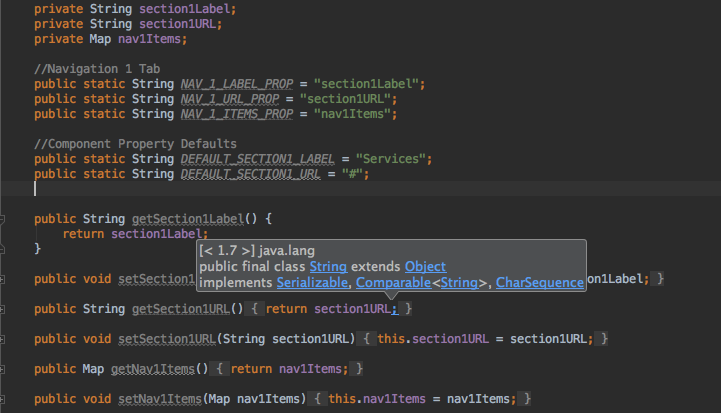 private String section1Label;
private String section1URL;
private Map nav1Items;
//Navigation 1 Tab
public static String NAV_1_LABEL_PROP = "section1Label";
public static String NAV_1_URL_PROP = "section1URL";
public static String NAV_1_ITEMS_PROP = "nav1Items";
//Component Property Defaults
public static String DEFAULT_SECTION1_LABEL = "Services";
public static String DEFAULT_SECTION1_URL = "#";
public String getSection1Label() {
return section1Label;
}
[< 1.7 >] java.lang
public final class String extends Object
implements Serializable, Comparable<String>, CharSequence
public void setSection1 on1Label; }
public String getSection1URL() { return section1URL; }
public void setSection1URL(String section1URL) { this.section1URL = section1URL; }
public Map getNav1Items() { return nav1Items; }
public void setNav1Items(Map nav1Items) { this.nav1Items = nav1Items; }